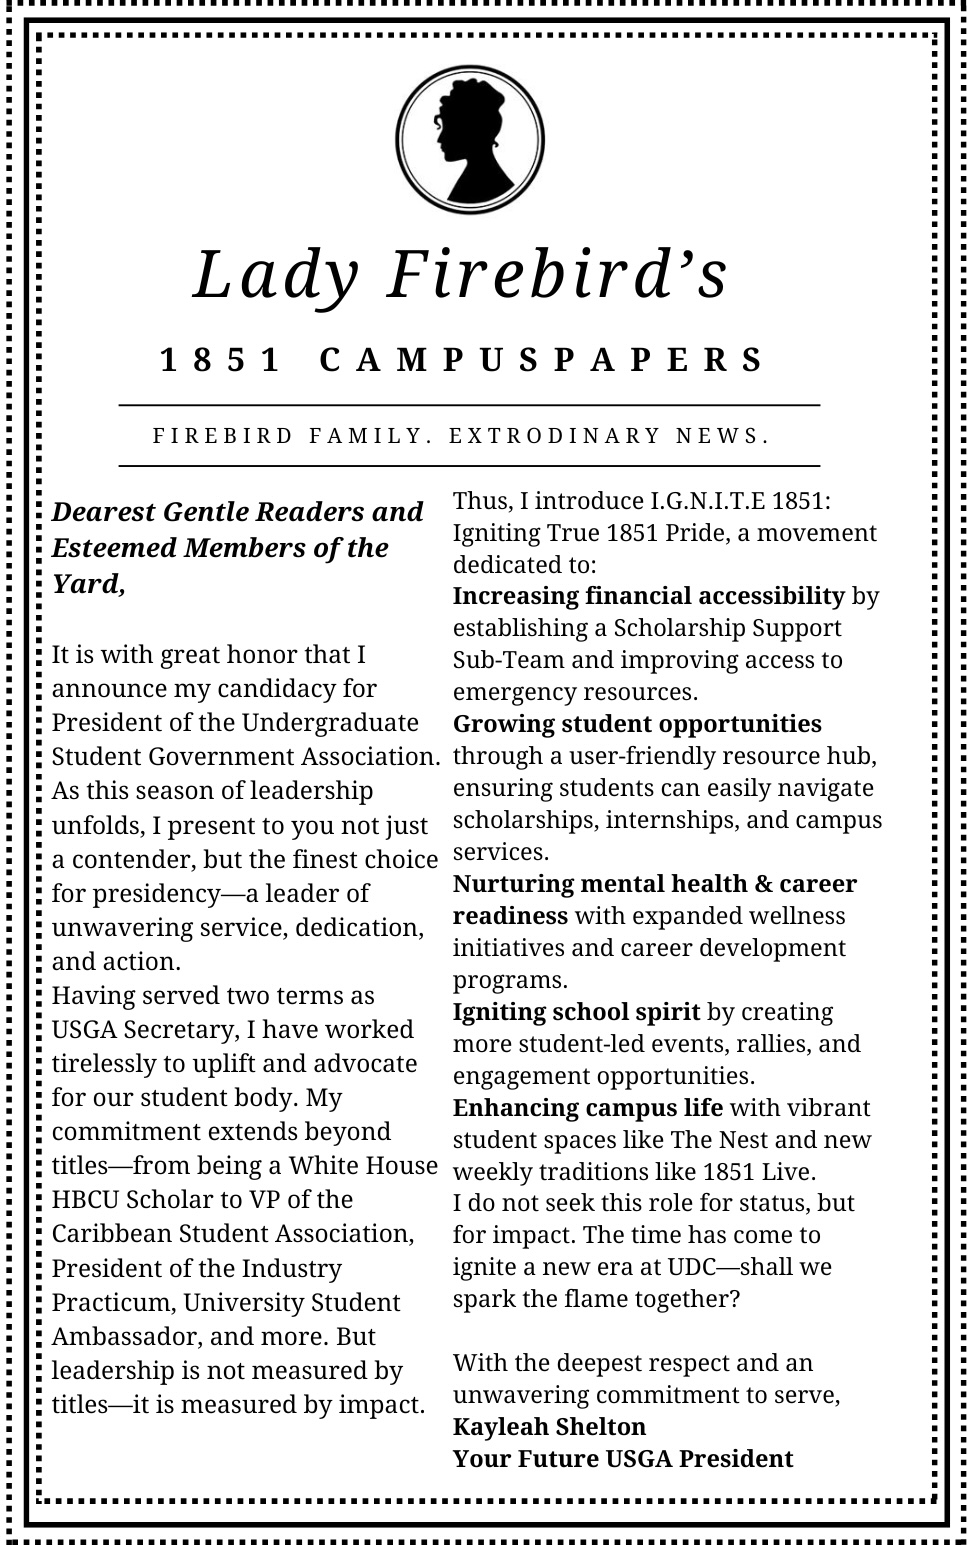 Lady Firebird’s
1851 CAMPUSPAPERS
FIREBIRD FAMILY. EXTRODINARY NEWS.
Dearest Gentle Readers and
Esteemed Members of the
Yard,
It is with great honor that I
announce my candidacy for
President of the Undergraduate
Student Government Association.
As this season of leadership
unfolds, I present to you not just
a contender, but the finest choice
for presidency—a leader of
unwavering service, dedication,
and action.
Having served two terms as
USGA Secretary, I have worked
tirelessly to uplift and advocate
for our student body. My
commitment extends beyond
titles—from being a White House
HBCU Scholar to VP of the
Caribbean Student Association,
President of the Industry
Practicum, University Student
Ambassador, and more. But
leadership is not measured by
titles—it is measured by impact.
Thus, I introduce I.G.N.I.T.E 1851:
Igniting True 1851 Pride, a movement
dedicated to:
Increasing financial accessibility by
establishing a Scholarship Support
Sub-Team and improving access to
emergency resources.
Growing student opportunities
through a user-friendly resource hub,
ensuring students can easily navigate
scholarships, internships, and campus
services.
Nurturing mental health & career
readiness with expanded wellness
initiatives and career development
programs.
Igniting school spirit by creating
more student-led events, rallies, and
engagement opportunities.
Enhancing campus life with vibrant
student spaces like The Nest and new
weekly traditions like 1851 Live.
I do not seek this role for status, but
for impact. The time has come to
ignite a new era at UDC—shall we
spark the flame together?
With the deepest respect and an
unwavering commitment to serve,
Kayleah Shelton
Your Future USGA President